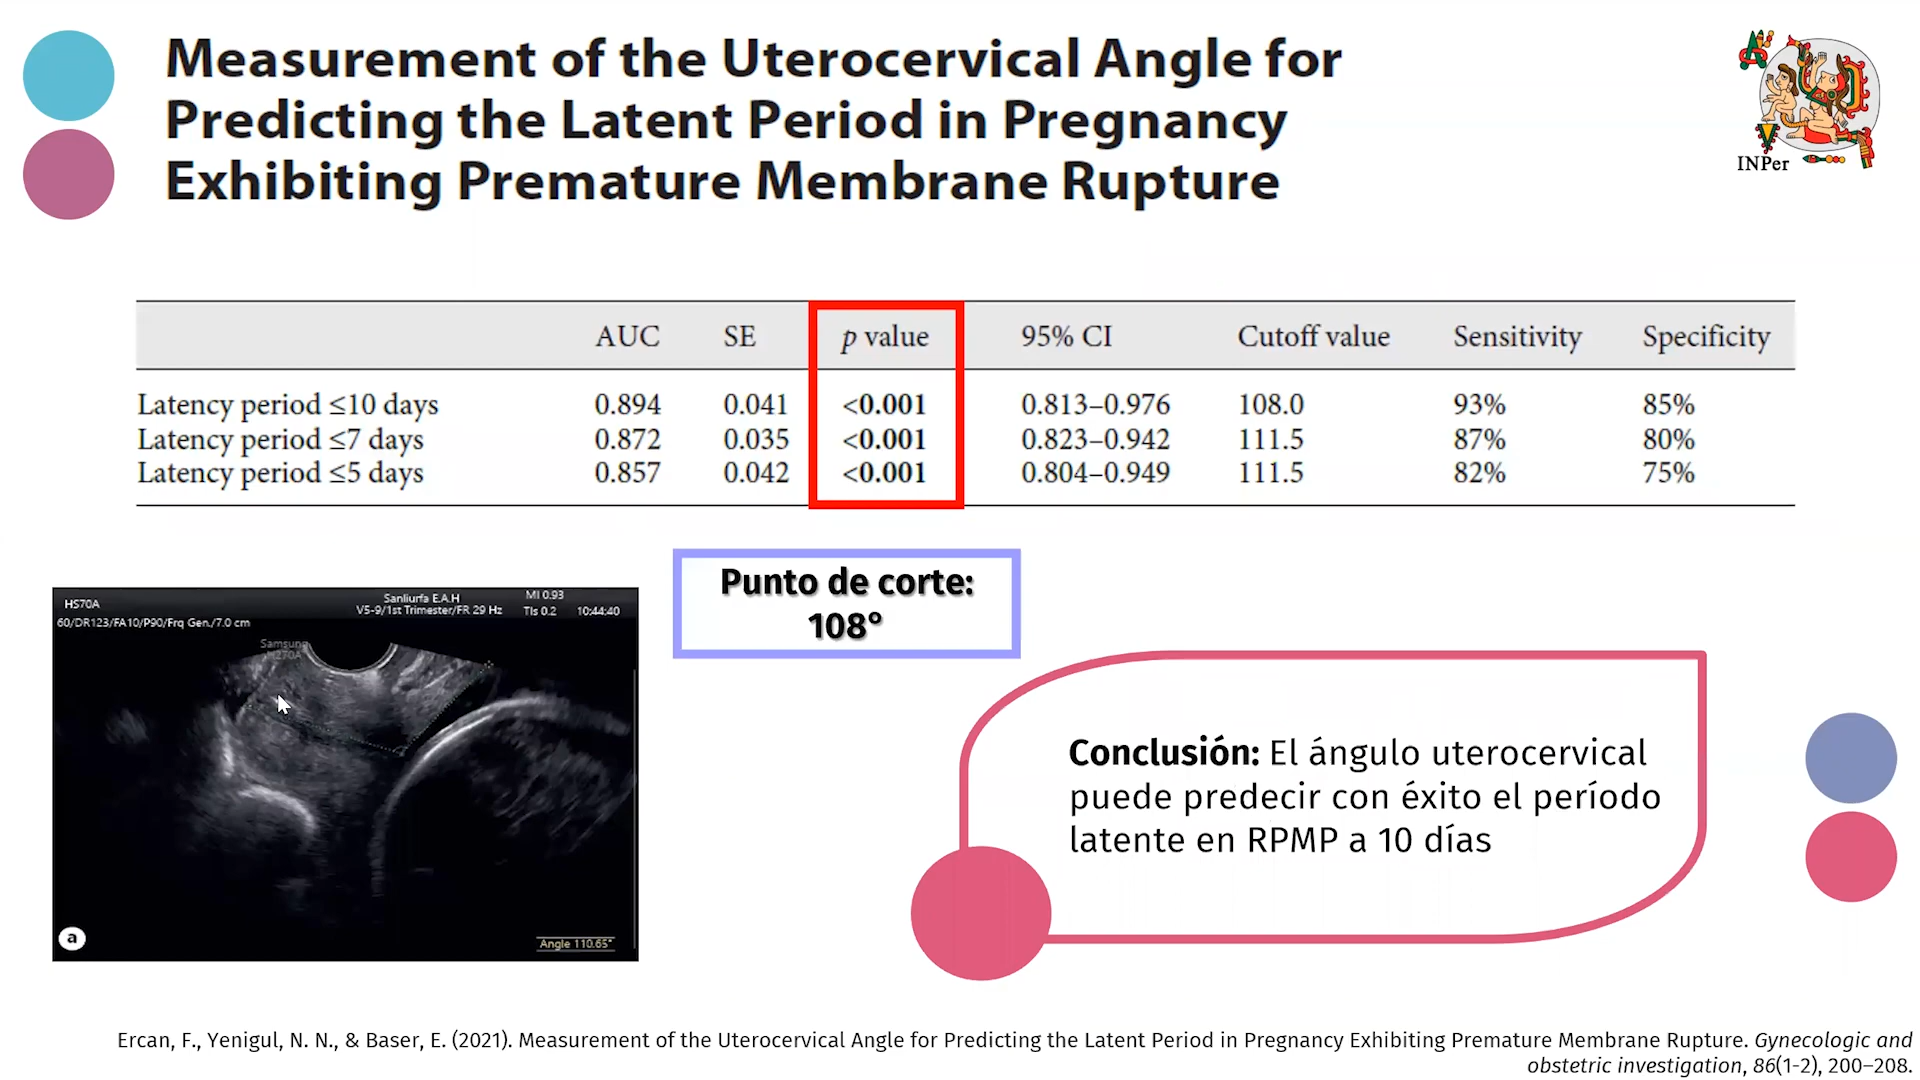 Measurement of the Uterocervical Angle for
Predicting the Latent Period in Pregnancy
Exhibiting Premature Membrane Rupture
INPer
AUC SE p value 95% CI Cutoff value Sensitivity Specificity
Latency period ≤10 days 0.894 0.041 <0.001 0.813–0.976 108.0 93% 85%
Latency period ≤7 days 0.872 0.035 <0.001 0.823–0.942 111.5 87% 80%
Latency period ≤5 days 0.857 0.042 <0.001 0.804–0.949 111.5 82% 75%
Punto de corte:
108°
HS70A
Sanliurfa E.A.H
MI 0.93
V5-9/1st Trimester/FR 29 Hz
TIs 0.2
10:44:40
60/DR123/FA10/P90/Frq Gen./7.0 cm
Samsung
HZ70A
a
Angle 110.65°
Conclusión: El ángulo uterocervical
puede predecir con éxito el período
latente en RPMP a 10 días
Ercan, F., Yenigul, N. N., & Baser, E. (2021). Measurement of the Uterocervical Angle for Predicting the Latent Period in Pregnancy Exhibiting Premature Membrane Rupture. Gynecologic and
obstetric investigation, 86(1-2), 200–208.